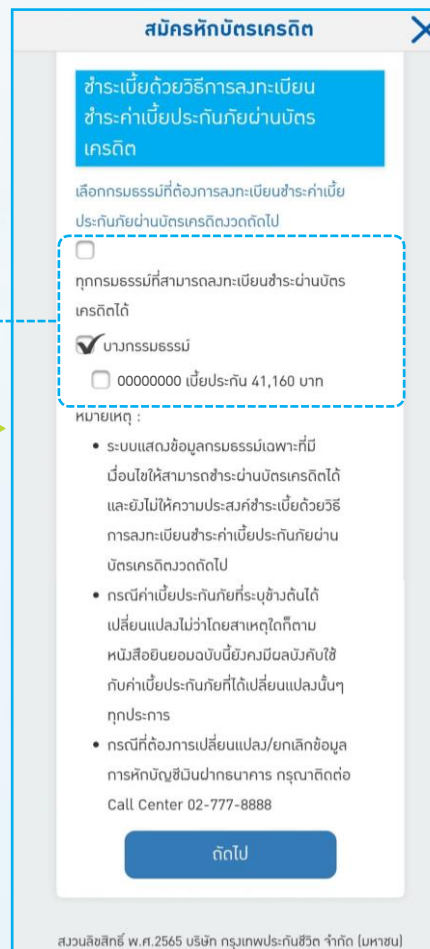 สมัครหักบัตรเครดิต
ชำระเบี้ยด้วยวิธีการลงทะเบียน
ชำระค่าเบี้ยประกันภัยผ่านบัตร
เครดิต
เลือกกรมธรรม์ที่ต้องการลงทะเบียนชำระค่าเบี้ย
ประกันภัยผ่านบัตรเครดิตงวดถัดไป
ทุกกรมธรรม์ที่สามารถลงทะเบียนชำระผ่านบัตร
เครดิตได้
บางกรรมธรรม์
00000000 เบี้ยประกัน 41,160 บาท
หมายเหตุ :
• ระบบแสดงข้อมูลกรมธรรม์เฉพาะที่มี
เงื่อนไขให้สามารถชำระผ่านบัตรเครดิตได้
และยังไม่ให้ความประสงค์ชำระเบี้ยด้วยวิธี
การลงทะเบียนชำระค่าเบี้ยประกันภัยผ่าน
บัตรเครดิตงวดถัดไป
• กรณีค่าเบี้ยประกันภัยที่ระบุข้างต้นได้
เปลี่ยนแปลงไม่ว่าโดยสาเหตุใดก็ตาม
หนังสือยินยอมฉบับนี้ยังคงมีผลบังคับใช้
กับค่าเบี้ยประกันภัยที่ได้เปลี่ยนแปลงนั้นๆ
ทุกประการ
• กรณีที่ต้องการเปลี่ยนแปลง/ยกเลิกข้อมูล
การหักบัญชีเงินฝากธนาคาร กรุณาติดต่อ
Call Center 02-777-8888
ถัดไป
สงวนลิขสิทธิ์ พ.ศ.2565 บริษัท กรุงเทพประกันชีวิต จำกัด (มหาชน)